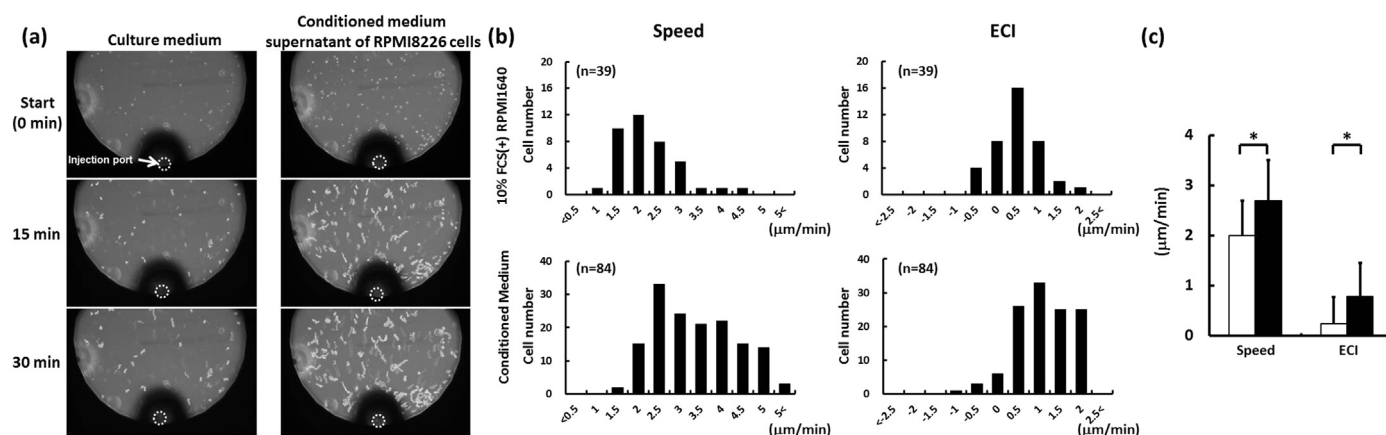 (a)
Culture medium
Conditioned medium
supernatant of RPMI8226 cells
Start
(0 min)
Injection port
15 min
30 min
(b)
Speed
ECI
10% FCS(+) RPMI1640
Cell number
20
16
12
8
4
0
(n=39)
<0.5 1 1.5 2 2.5 3 3.5 4 4.5 5 5<
(μm/min)
Cell number
20
16
12
8
4
0
(n=39)
<-2.5 -2 -2 -1 -0.5 0 0.5 1 1.5 2 2.5<
(μm/min)
Conditioned Medium
Cell number
40
30
20
10
0
(n=84)
<0.5 1 1.5 2 2.5 3 3.5 4 4.5 5 5<
(μm/min)
Cell number
40
30
20
10
0
(n=84)
<-2.5 -2 -2 -1 -1 0 0.5 1 2 2 2.5<
(μm/min)
(c)
(μm/min)
4
3
2
1
0
*
*
Speed
ECI